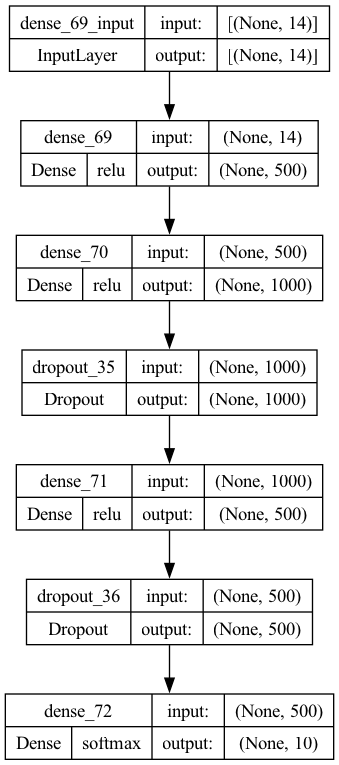 dense_69_input input: [(None, 14)]
InputLayer output: [(None, 14)]
dense_69 input: (None, 14)
Dense relu output: (None, 500)
dense_70 input: (None, 500)
Dense relu output: (None, 1000)
dropout_35 input: (None, 1000)
Dropout output: (None, 1000)
dense_71 input: (None, 1000)
Dense relu output: (None, 500)
dropout_36 input: (None, 500)
Dropout output: (None, 500)
dense_72 input: (None, 500)
Dense softmax output: (None, 10)